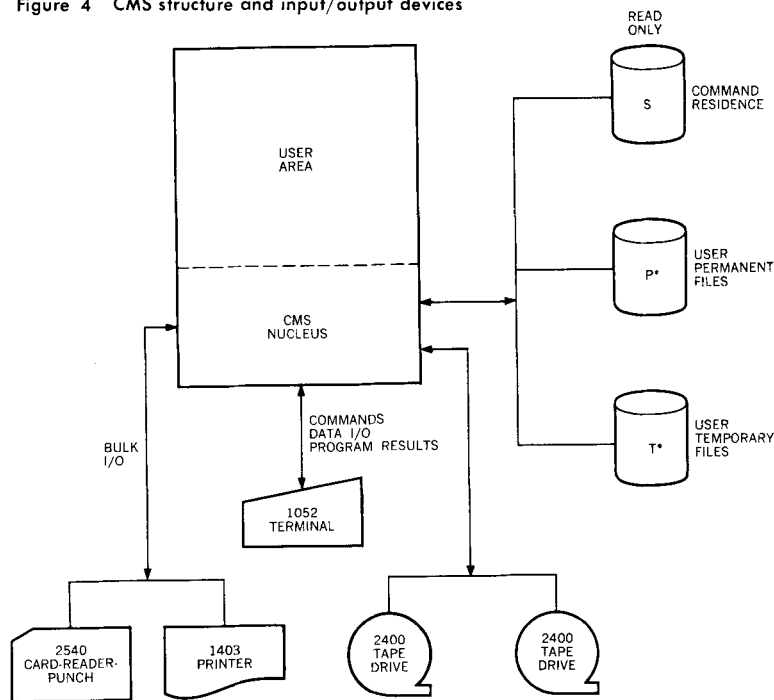 Figure 4 CMS structure and input/output devices
READ
ONLY
S
COMMAND
RESIDENCE
USER
AREA
P*
USER
PERMANENT
FILES
CMS
NUCLEUS
COMMANDS
DATA I/O
PROGRAM RESULTS
BULK
I/O
T*
USER
TEMPORARY
FILES
1052
TERMINAL
2540
CARD-READER-
PUNCH
1403
PRINTER
2400
TAPE
DRIVE
2400
TAPE
DRIVE